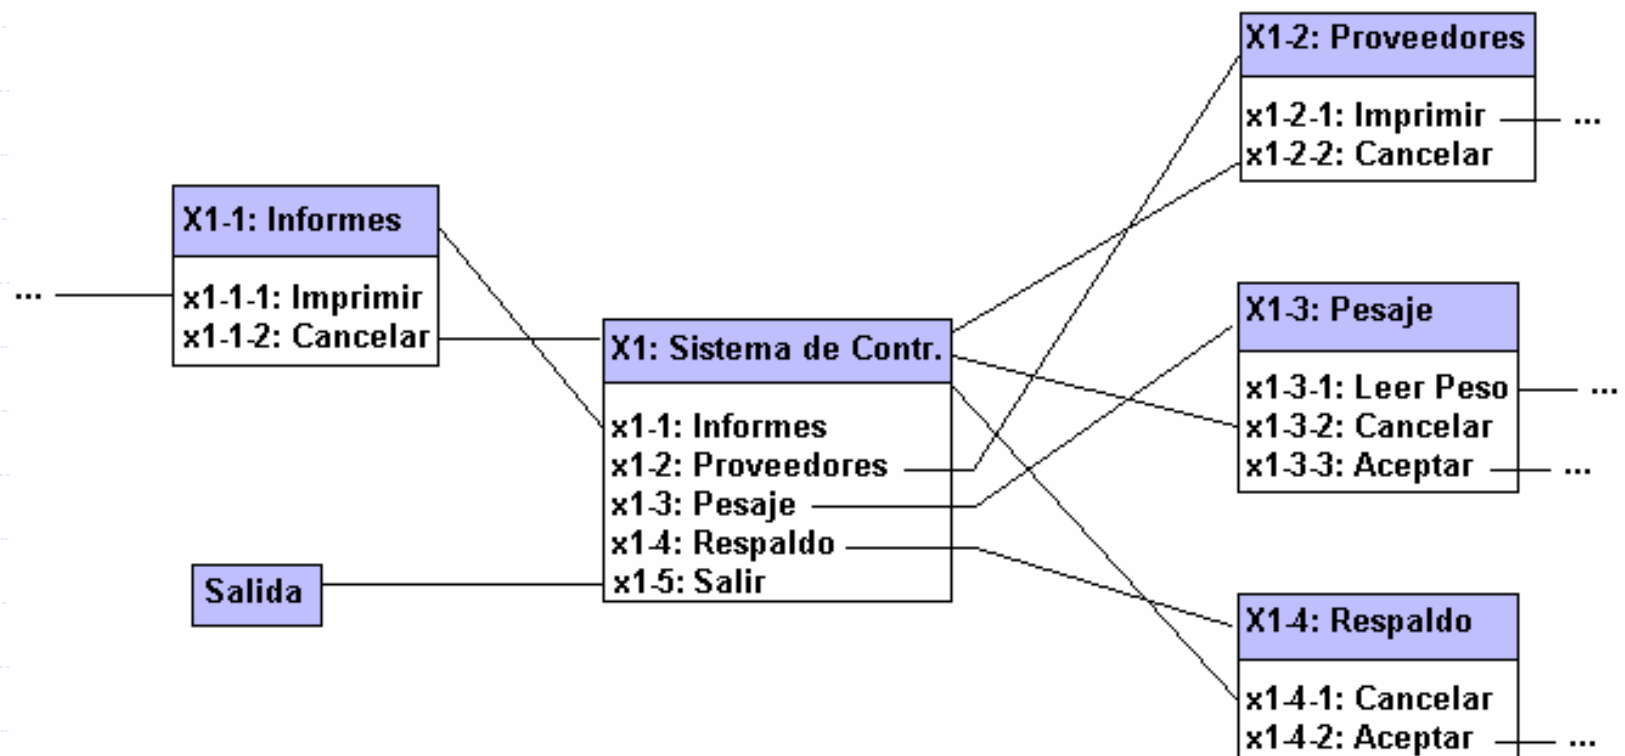 X1-2: Proveedores
x1-2-1: Imprimir ...
x1-2-2: Cancelar
X1-1: Informes
... x1-1-1: Imprimir
x1-1-2: Cancelar
X1: Sistema de Contr.
x1-1: Informes
x1-2: Proveedores
x1-3: Pesaje
x1-4: Respaldo
x1-5: Salir
Salida
X1-3: Pesaje
x1-3-1: Leer Peso ...
x1-3-2: Cancelar
x1-3-3: Aceptar ...
X1-4: Respaldo
x1-4-1: Cancelar
x1-4-2: Aceptar ...